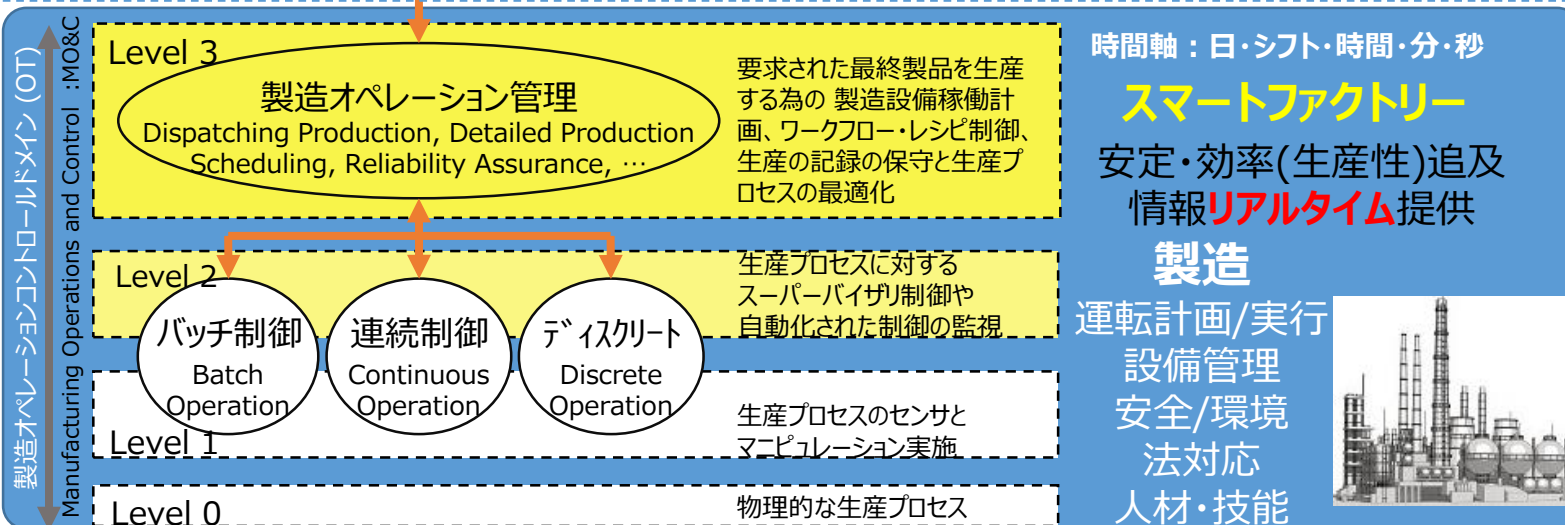 製造オペレーションコントロールドメイン (OT)
Manufacturing Operations and Control :MO&C
Level 3
製造オペレーション管理
Dispatching Production, Detailed Production
Scheduling, Reliability Assurance, …
要求された最終製品を生産
する為の 製造設備稼働計
画、ワークフロー・レシピ制御、
生産の記録の保守と生産プ
ロセスの最適化
Level 2
生産プロセスに対する
スーパーバイザリ制御や
自動化された制御の監視
バッチ制御
Batch
Operation
連続制御
Continuous
Operation
ディスクリート
Discrete
Operation
Level 1
生産プロセスのセンサと
マニピュレーション実施
Level 0
物理的な生産プロセス
時間軸：日・シフト・時間・分・秒
スマートファクトリー
安定・効率(生産性)追及
情報リアルタイム提供
製造
運転計画/実行
設備管理
安全/環境
法対応
人材・技能